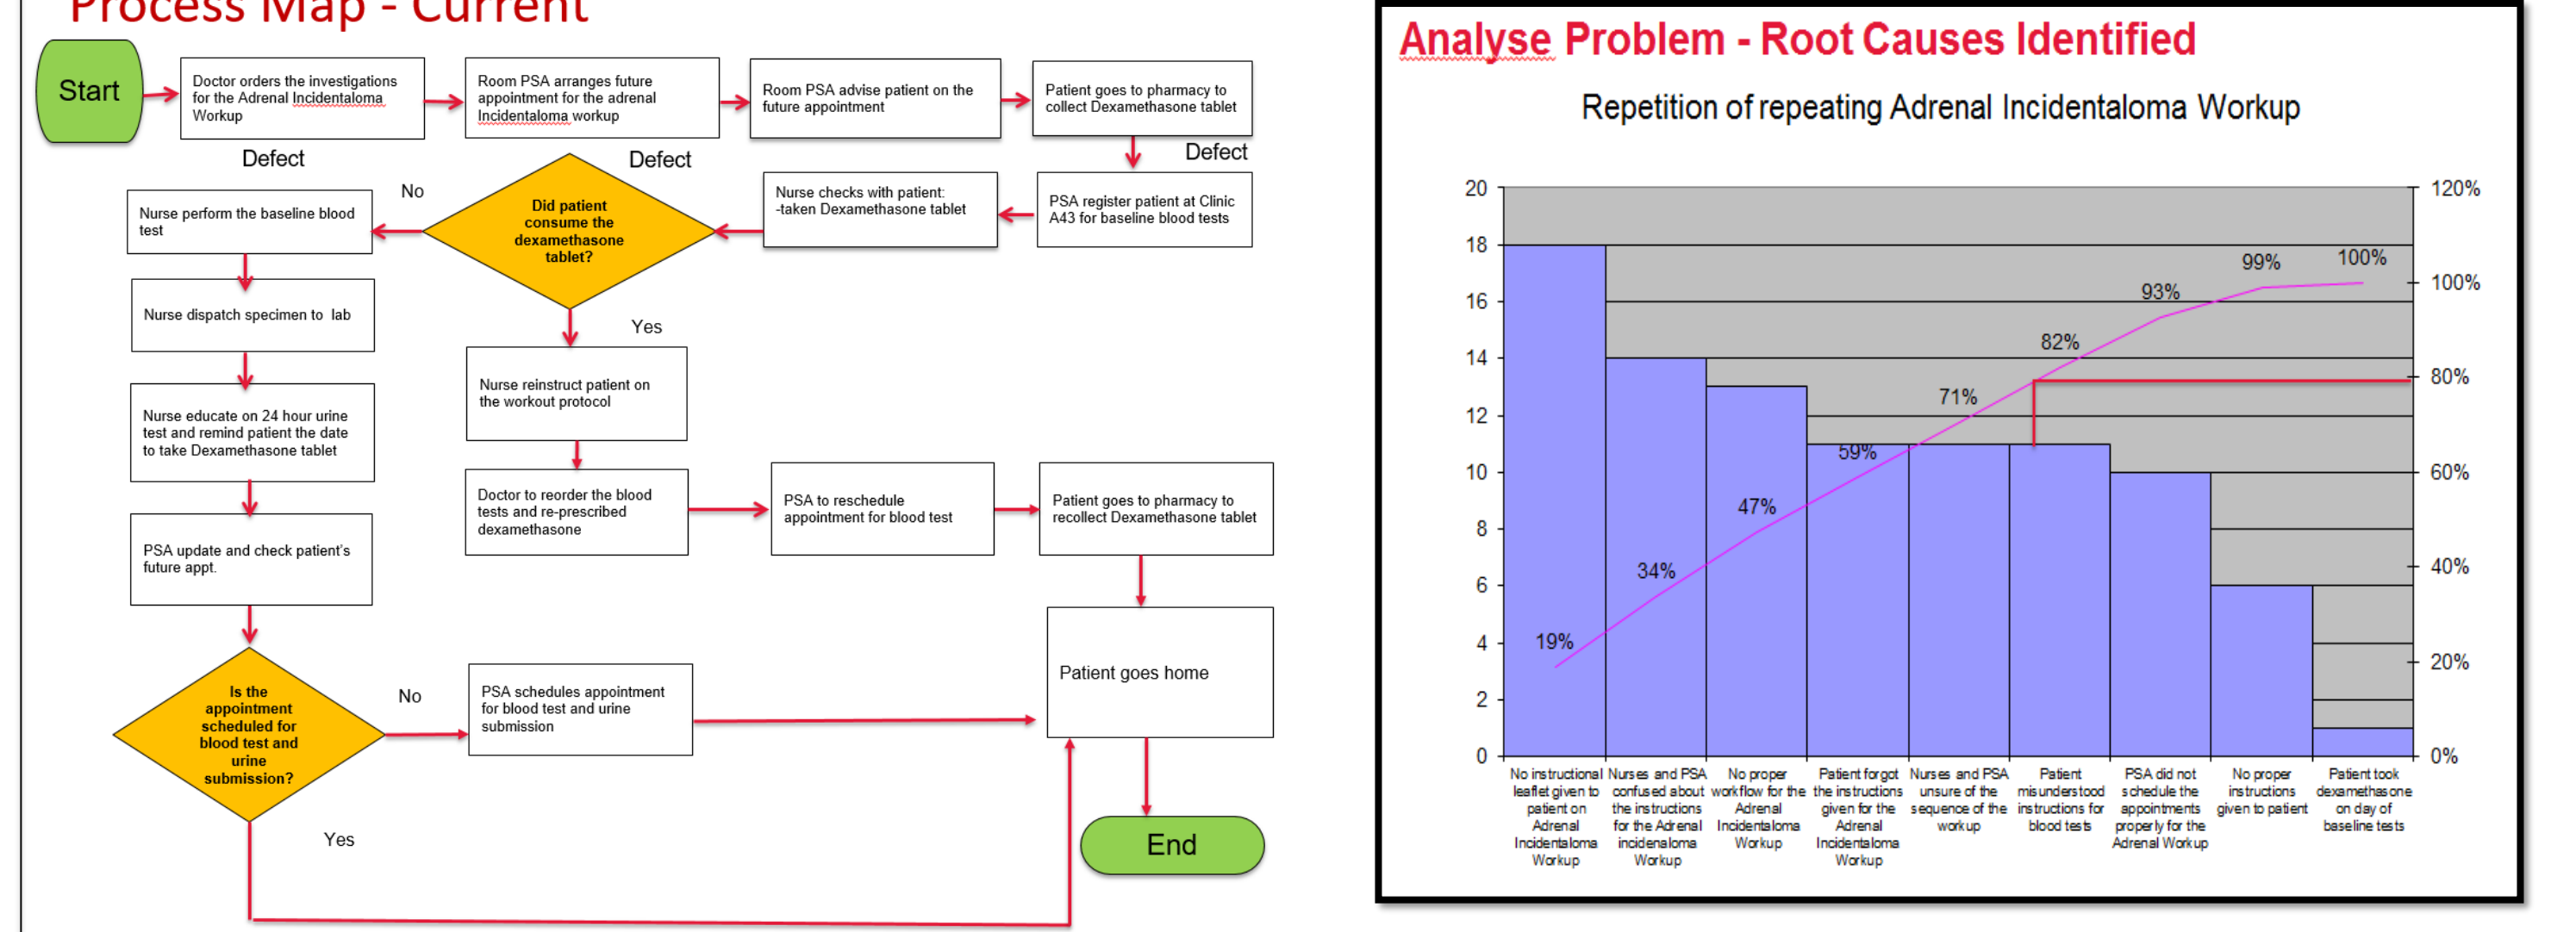 Process Map - Current
Start
Doctor orders the investigations
for the Adrenal Incidentaloma
Workup
Room PSA arranges future
appointment for the adrenal
Incidentaloma workup
Room PSA advise patient on the
future appointment
Patient goes to pharmacy to
collect Dexamethasone tablet
Defect
Defect
Defect
PSA register patient at Clinic
A43 for baseline blood tests
Nurse checks with patient:
-taken Dexamethasone tablet
Did patient
consume the
dexamethasone
tablet?
No
Nurse perform the baseline blood
test
Nurse dispatch specimen to lab
Nurse educate on 24 hour urine
test and remind patient the date
to take Dexamethasone tablet
PSA update and check patient's
future appt.
Yes
Nurse reinstruct patient on
the workout protocol
Doctor to reorder the blood
tests and re-prescribed
dexamethasone
PSA to reschedule
appointment for blood test
Patient goes to pharmacy to
recollect Dexamethasone tablet
Is the
appointment
scheduled for
blood test and
urine
submission?
No
PSA schedules appointment
for blood test and urine
submission
Patient goes home
Yes
End
Analyse Problem - Root Causes Identified
Repetition of repeating Adrenal Incidentaloma Workup
20
18
16
14
12
10
8
6
4
2
0
120%
100%
80%
60%
40%
20%
0%
19%
34%
47%
59%
71%
82%
93%
99%
100%
No instructional
leaflet given to
patient on
Adrenal
Incidentaloma
Workup
Nurses and PSA
confused about
the instructions
for the Adrenal
incidenaloma
Workup
No proper
workflow for the
Adrenal
Incidentaloma
Workup
Patient forgot
the instructions
given for the
Adrenal
Incidentaloma
Workup
Nurses and PSA
unsure of the
sequence of the
workup
Patient
misunderstood
instructions for
blood tests
PSA did not
schedule the
appointments
properly for the
Adrenal Workup
No proper
instructions
given to patient
Patient took
dexamethasone
on day of
baseline tests